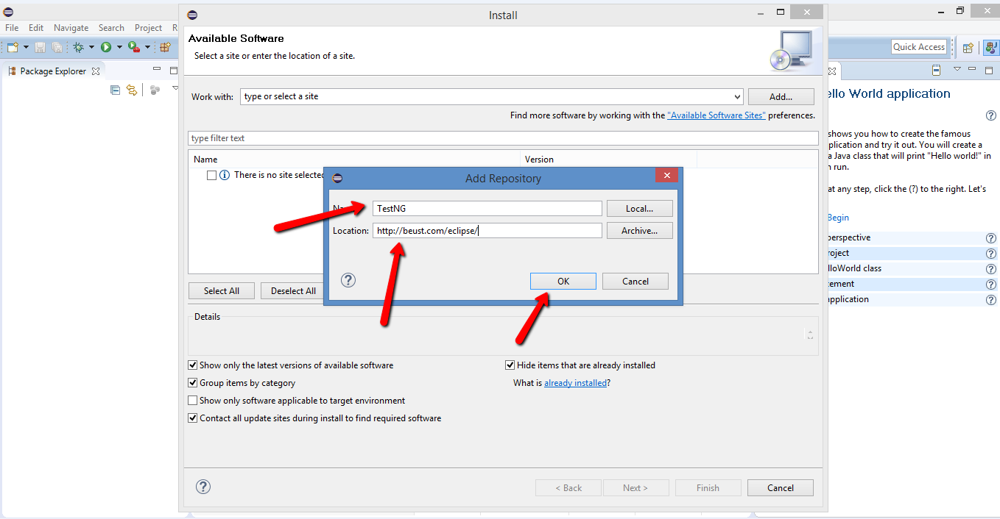 Install
File Edit Navigate Search Project R
Available Software
Select a site or enter the location of a site.
Quick Access
Package Explorer
Work with: type or select a site Add...
Find more software by working with the "Available Software Sites" preferences.
type filter text
Name Version
There is no site selected
Add Repository
TestNG Local...
Location: http://beust.com/eclipse/ Archive...
? OK Cancel
Select All Deselect All
Details
Show only the latest versions of available software
Hide items that are already installed
Group items by category
What is already installed?
Show only software applicable to target environment
Contact all update sites during install to find required software
? < Back Next > Finish Cancel
ello World application
?
shows you how to create the famous
plication and try it out. You will create a
a Java class that will print "Hello world!" in
n run.
at any step, click the (?) to the right. Let's
Begin
perspective ?
roject ?
lloWorld class ?
tement ?
application ?